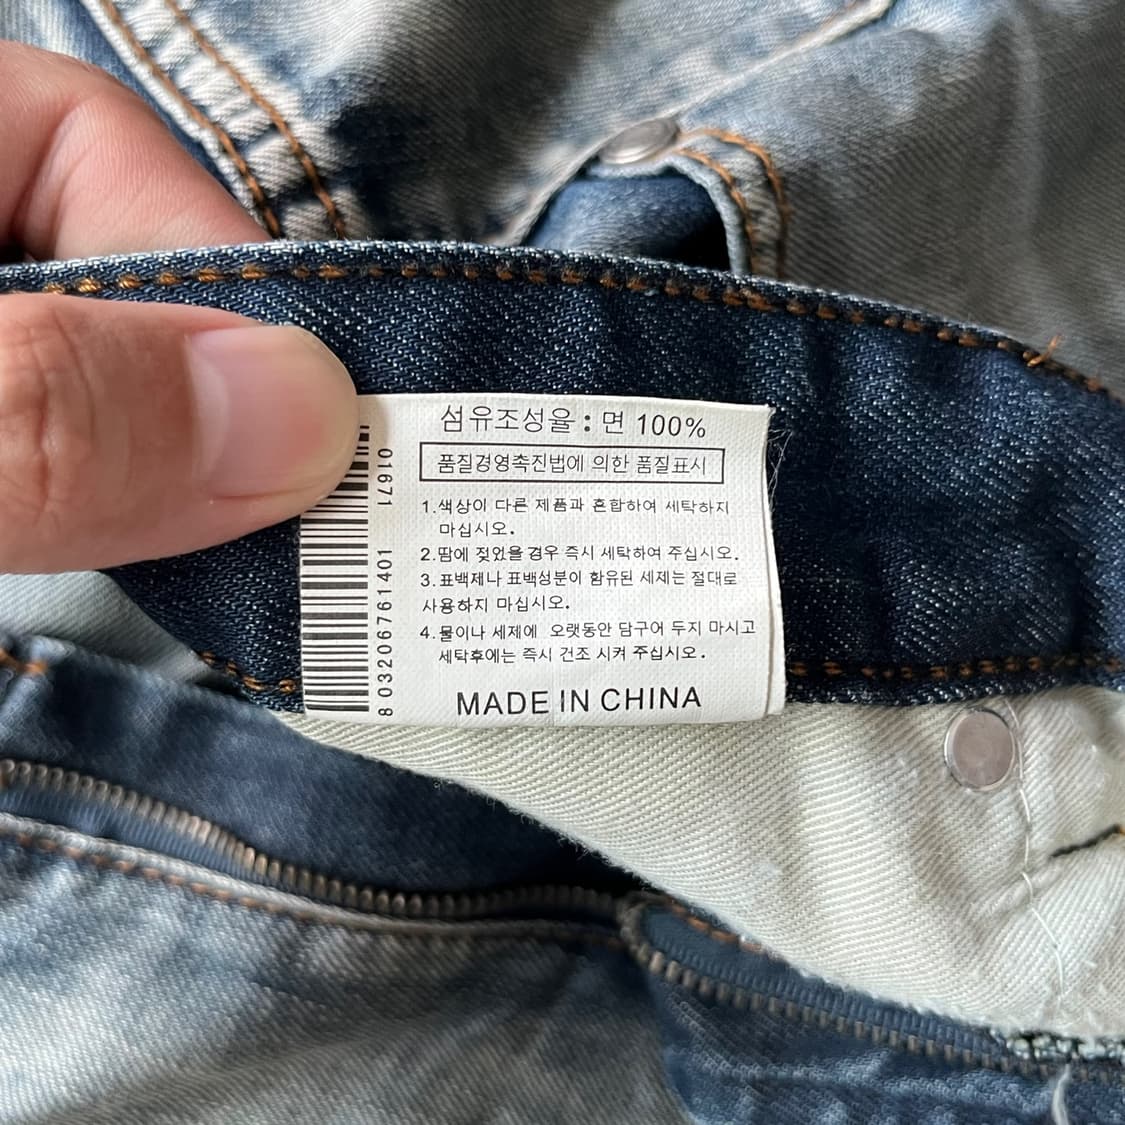 섬유조성율 : 면 100%
품질경영촉진법에 의한 품질표시
1.색상이 다른 제품과 혼합하여 세탁하지
마십시오.
2.땀에 젖었을 경우 즉시 세탁하여 주십시오.
3.표백제나 표백성분이 함유된 세제는 절대로
사용하지 마십시오.
4.물이나 세제에 오랫동안 담구어 두지 마시고
세탁후에는 즉시 건조 시켜 주십시오.
MADE IN CHINA
8 032067 61401
01671